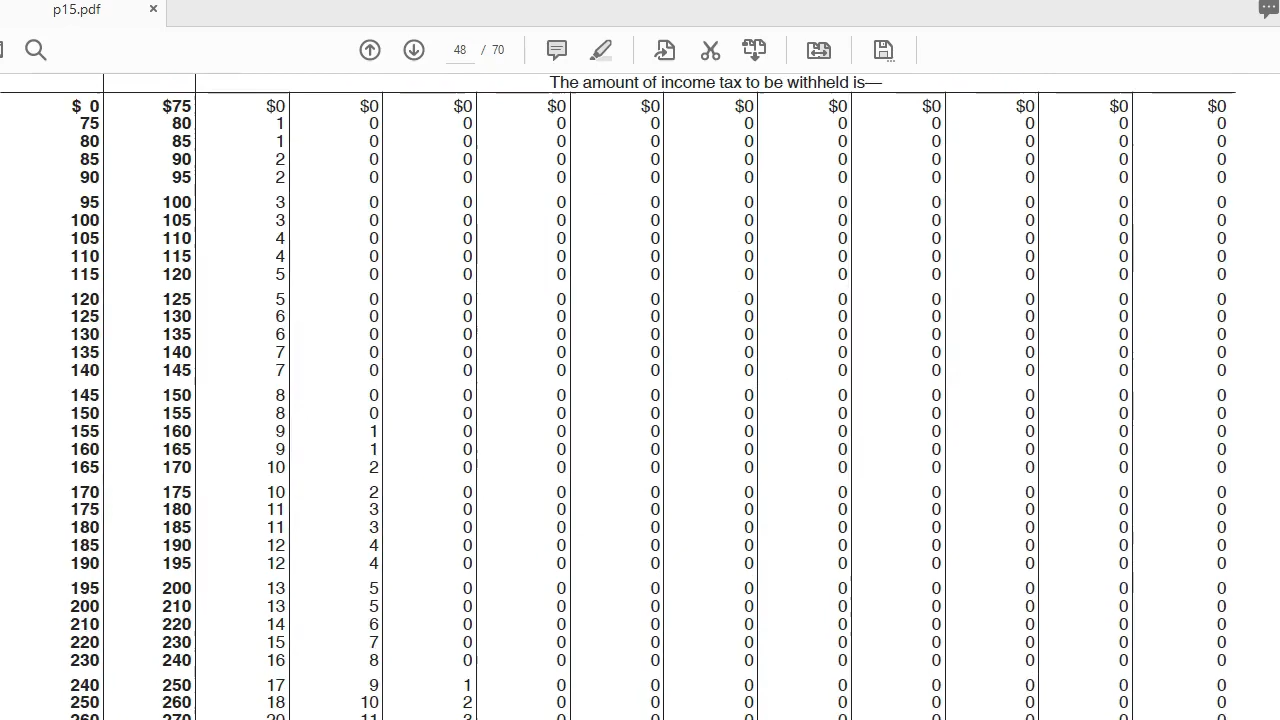 p15.pdf ×
48 / 70
The amount of income tax to be withheld is—
$ 0 $75 $0 $0 $0 $0 $0 $0 $0 $0 $0 $0 $0
75 80 1 0 0 0 0 0 0 0 0 0 0
80 85 1 0 0 0 0 0 0 0 0 0 0
85 90 2 0 0 0 0 0 0 0 0 0 0
90 95 2 0 0 0 0 0 0 0 0 0 0
95 100 3 0 0 0 0 0 0 0 0 0 0
100 105 3 0 0 0 0 0 0 0 0 0 0
105 110 4 0 0 0 0 0 0 0 0 0 0
110 115 4 0 0 0 0 0 0 0 0 0 0
115 120 5 0 0 0 0 0 0 0 0 0 0
120 125 5 0 0 0 0 0 0 0 0 0 0
125 130 6 0 0 0 0 0 0 0 0 0 0
130 135 6 0 0 0 0 0 0 0 0 0 0
135 140 7 0 0 0 0 0 0 0 0 0 0
140 145 7 0 0 0 0 0 0 0 0 0 0
145 150 8 0 0 0 0 0 0 0 0 0 0
150 155 8 0 0 0 0 0 0 0 0 0 0
155 160 9 1 0 0 0 0 0 0 0 0 0
160 165 9 1 0 0 0 0 0 0 0 0 0
165 170 10 2 0 0 0 0 0 0 0 0 0
170 175 10 2 0 0 0 0 0 0 0 0 0
175 180 11 3 0 0 0 0 0 0 0 0 0
180 185 11 3 0 0 0 0 0 0 0 0 0
185 190 12 4 0 0 0 0 0 0 0 0 0
190 195 12 4 0 0 0 0 0 0 0 0 0
195 200 13 5 0 0 0 0 0 0 0 0 0
200 210 13 5 0 0 0 0 0 0 0 0 0
210 220 14 6 0 0 0 0 0 0 0 0 0
220 230 15 7 0 0 0 0 0 0 0 0 0
230 240 16 8 0 0 0 0 0 0 0 0 0
240 250 17 9 1 0 0 0 0 0 0 0 0
250 260 18 10 2 0 0 0 0 0 0 0 0
260 270 20 11 3 0 0 0 0 0 0 0 0